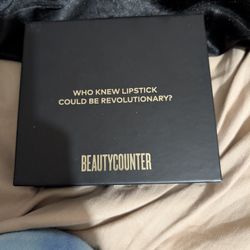 WHO KNEW LIPSTICK
COULD BE REVOLUTIONARY?
BEAUTYCOUNTER